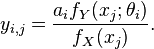 y_{i,j} = \frac{a_i f_Y(x_j;\theta_i)}{f_X(x_j)}.